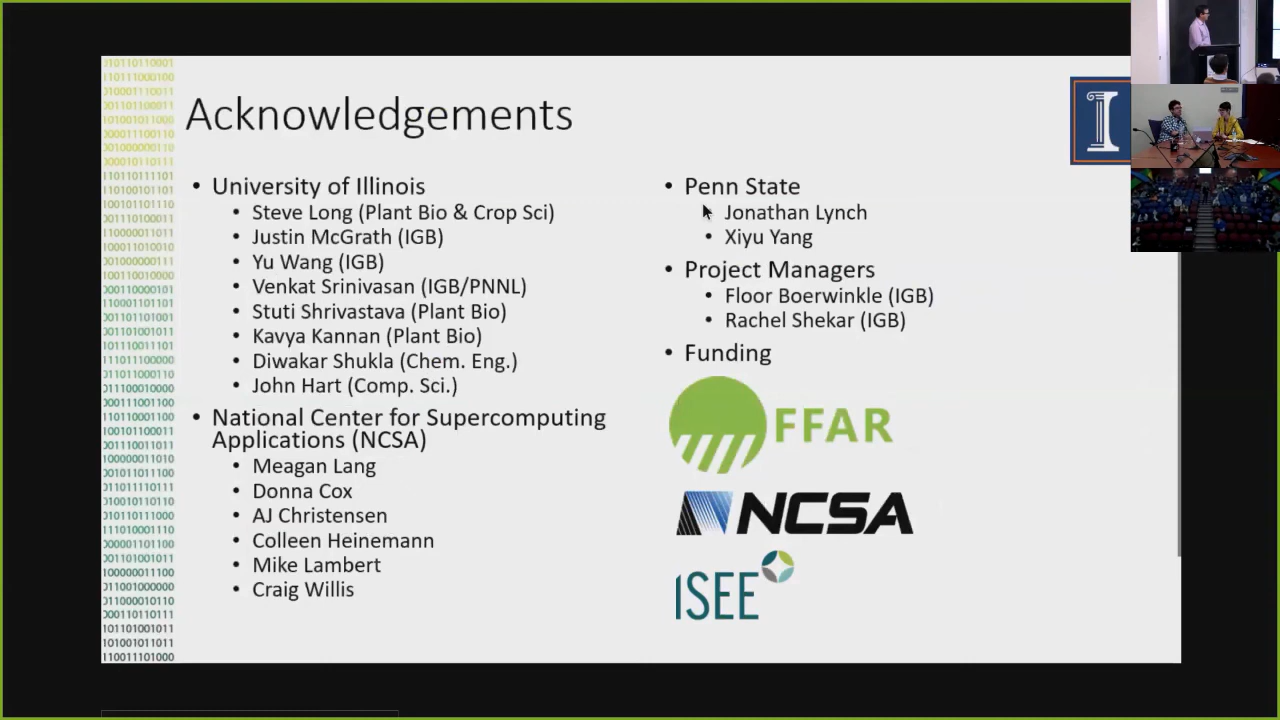 Acknowledgements
• University of Illinois
• Steve Long (Plant Bio & Crop Sci)
• Justin McGrath (IGB)
• Yu Wang (IGB)
• Venkat Srinivasan (IGB/PNNL)
• Stuti Shrivastava (Plant Bio)
• Kavya Kannan (Plant Bio)
• Diwakar Shukla (Chem. Eng.)
• John Hart (Comp. Sci.)
• National Center for Supercomputing
Applications (NCSA)
• Meagan Lang
• Donna Cox
• AJ Christensen
• Colleen Heinemann
• Mike Lambert
• Craig Willis
• Penn State
Jonathan Lynch
• Xiyu Yang
• Project Managers
• Floor Boerwinkle (IGB)
• Rachel Shekar (IGB)
• Funding
FFAR
NCSA
ISEE
I